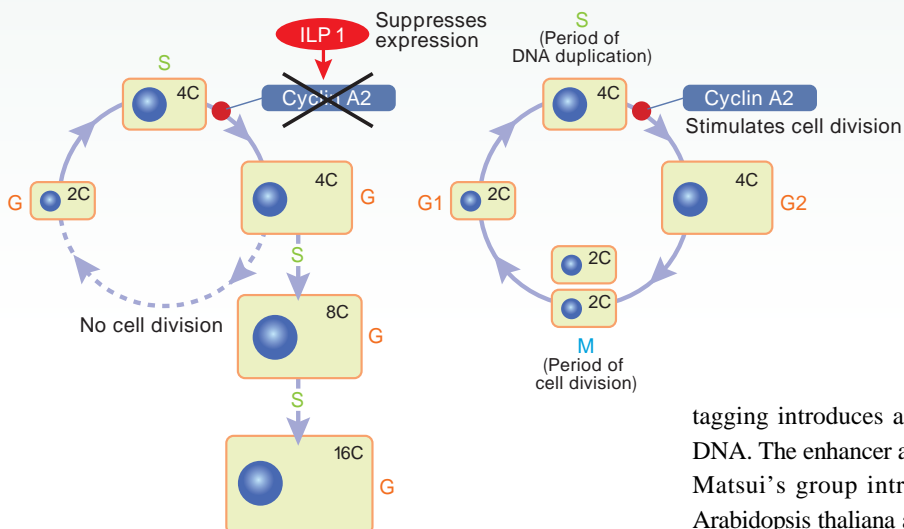 ILP 1
Suppresses
expression
S
4C
Cyclin A2
G
2C
4C
G
S
No cell division
8C
G
S
16C
G
S
(Period of
DNA duplication)
4C
Cyclin A2
Stimulates cell division
G1
2C
4C
G2
2C
2C
M
(Period of
cell division)
tagging introduces a
DNA. The enhancer a
Matsui’s group intr
Arabidopsis thaliana a